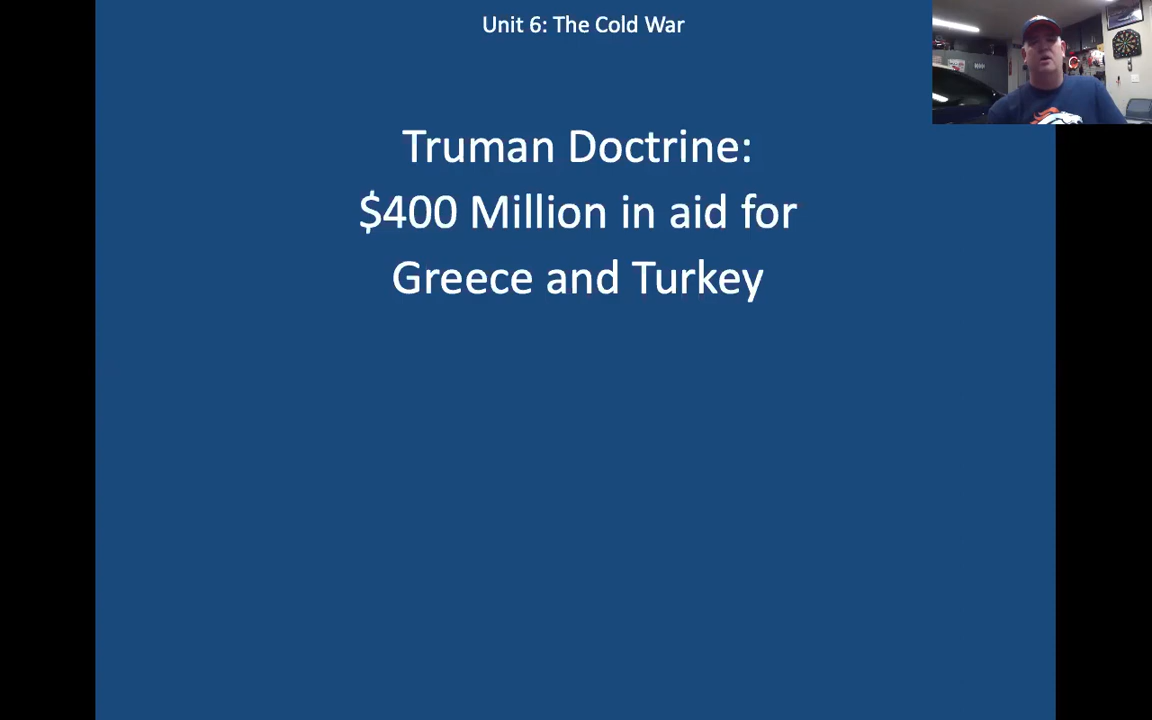 Unit 6: The Cold War
Truman Doctrine:
$400 Million in aid for
Greece and Turkey